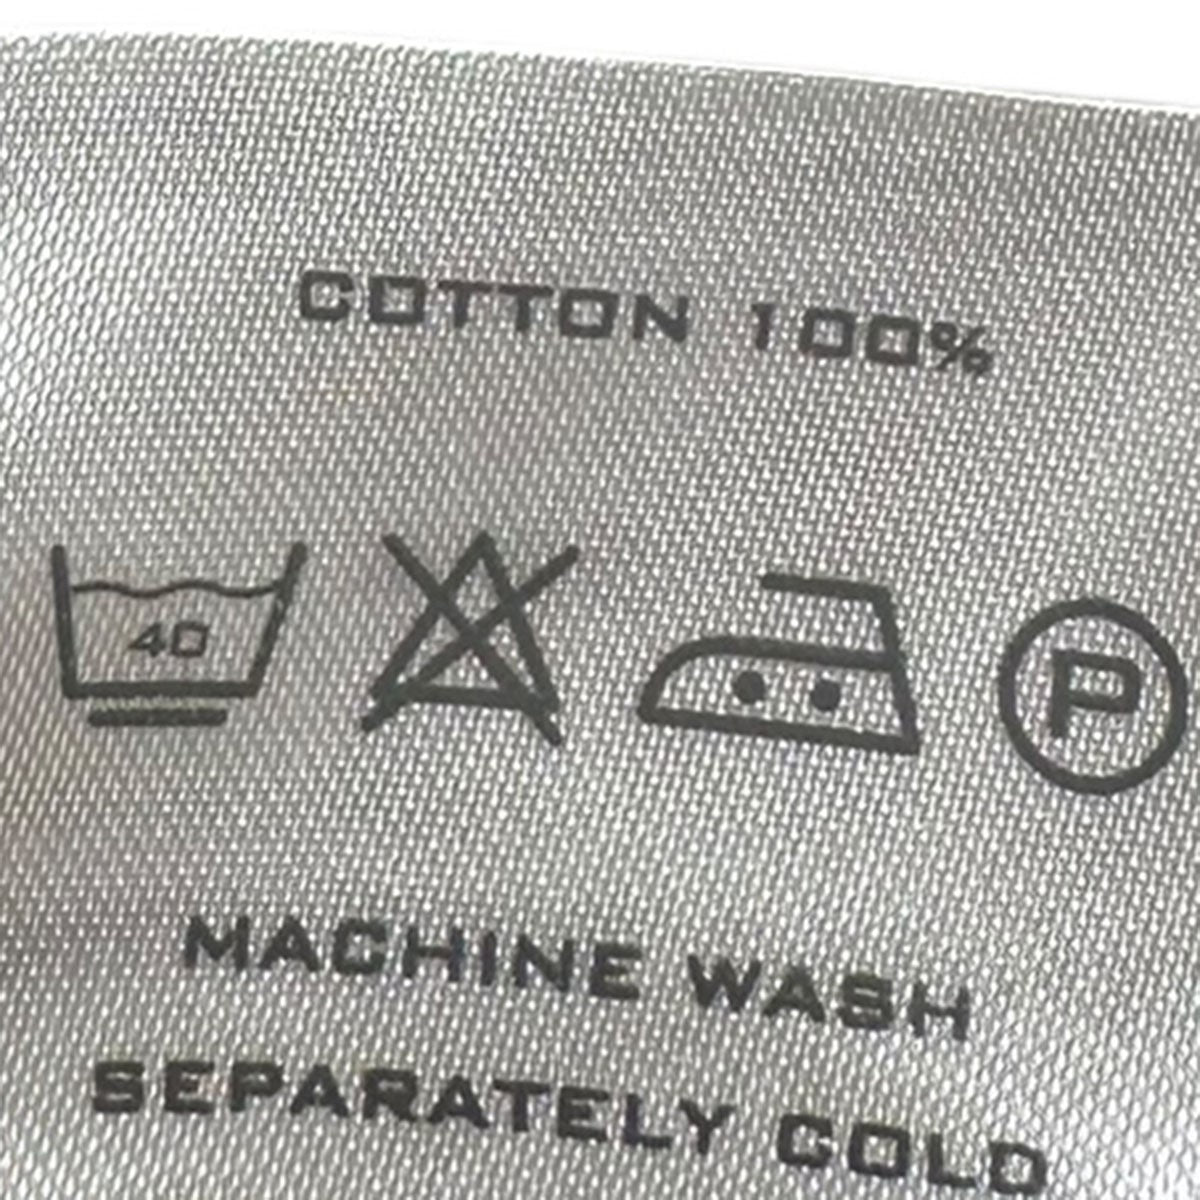 COTTON 100%
40
P
MACHINE WASH
SEPARATELY COLD